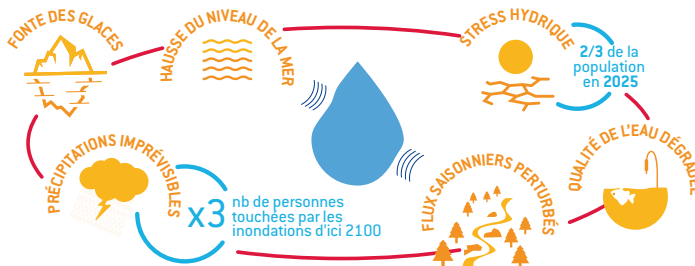 FONTE DES GLACES
HAUSSE DU NIVEAU DE LA MER
STRESS HYDRIQUE
2/3 de la
population
en 2025
PRÉCIPITATIONS IMPRÉVISIBLES
x3
nb de personnes
touchées par les
inondations d'ici 2100
FLUX SAISONNIERS PERTURBÉS
QUALITÉ DE L'EAU DÉGRADÉE